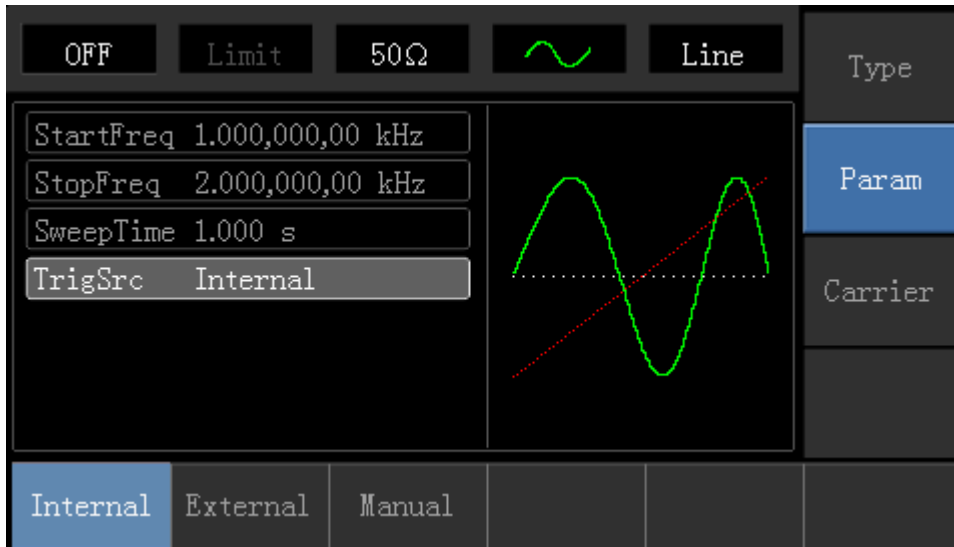 OFF Limit 50Ω Line
Type
StartFreq 1.000,000,00 kHz
StopFreq 2.000,000,00 kHz
Param
SweepTime 1.000 s
TrigSrc Internal
Carrier
Internal External Manual